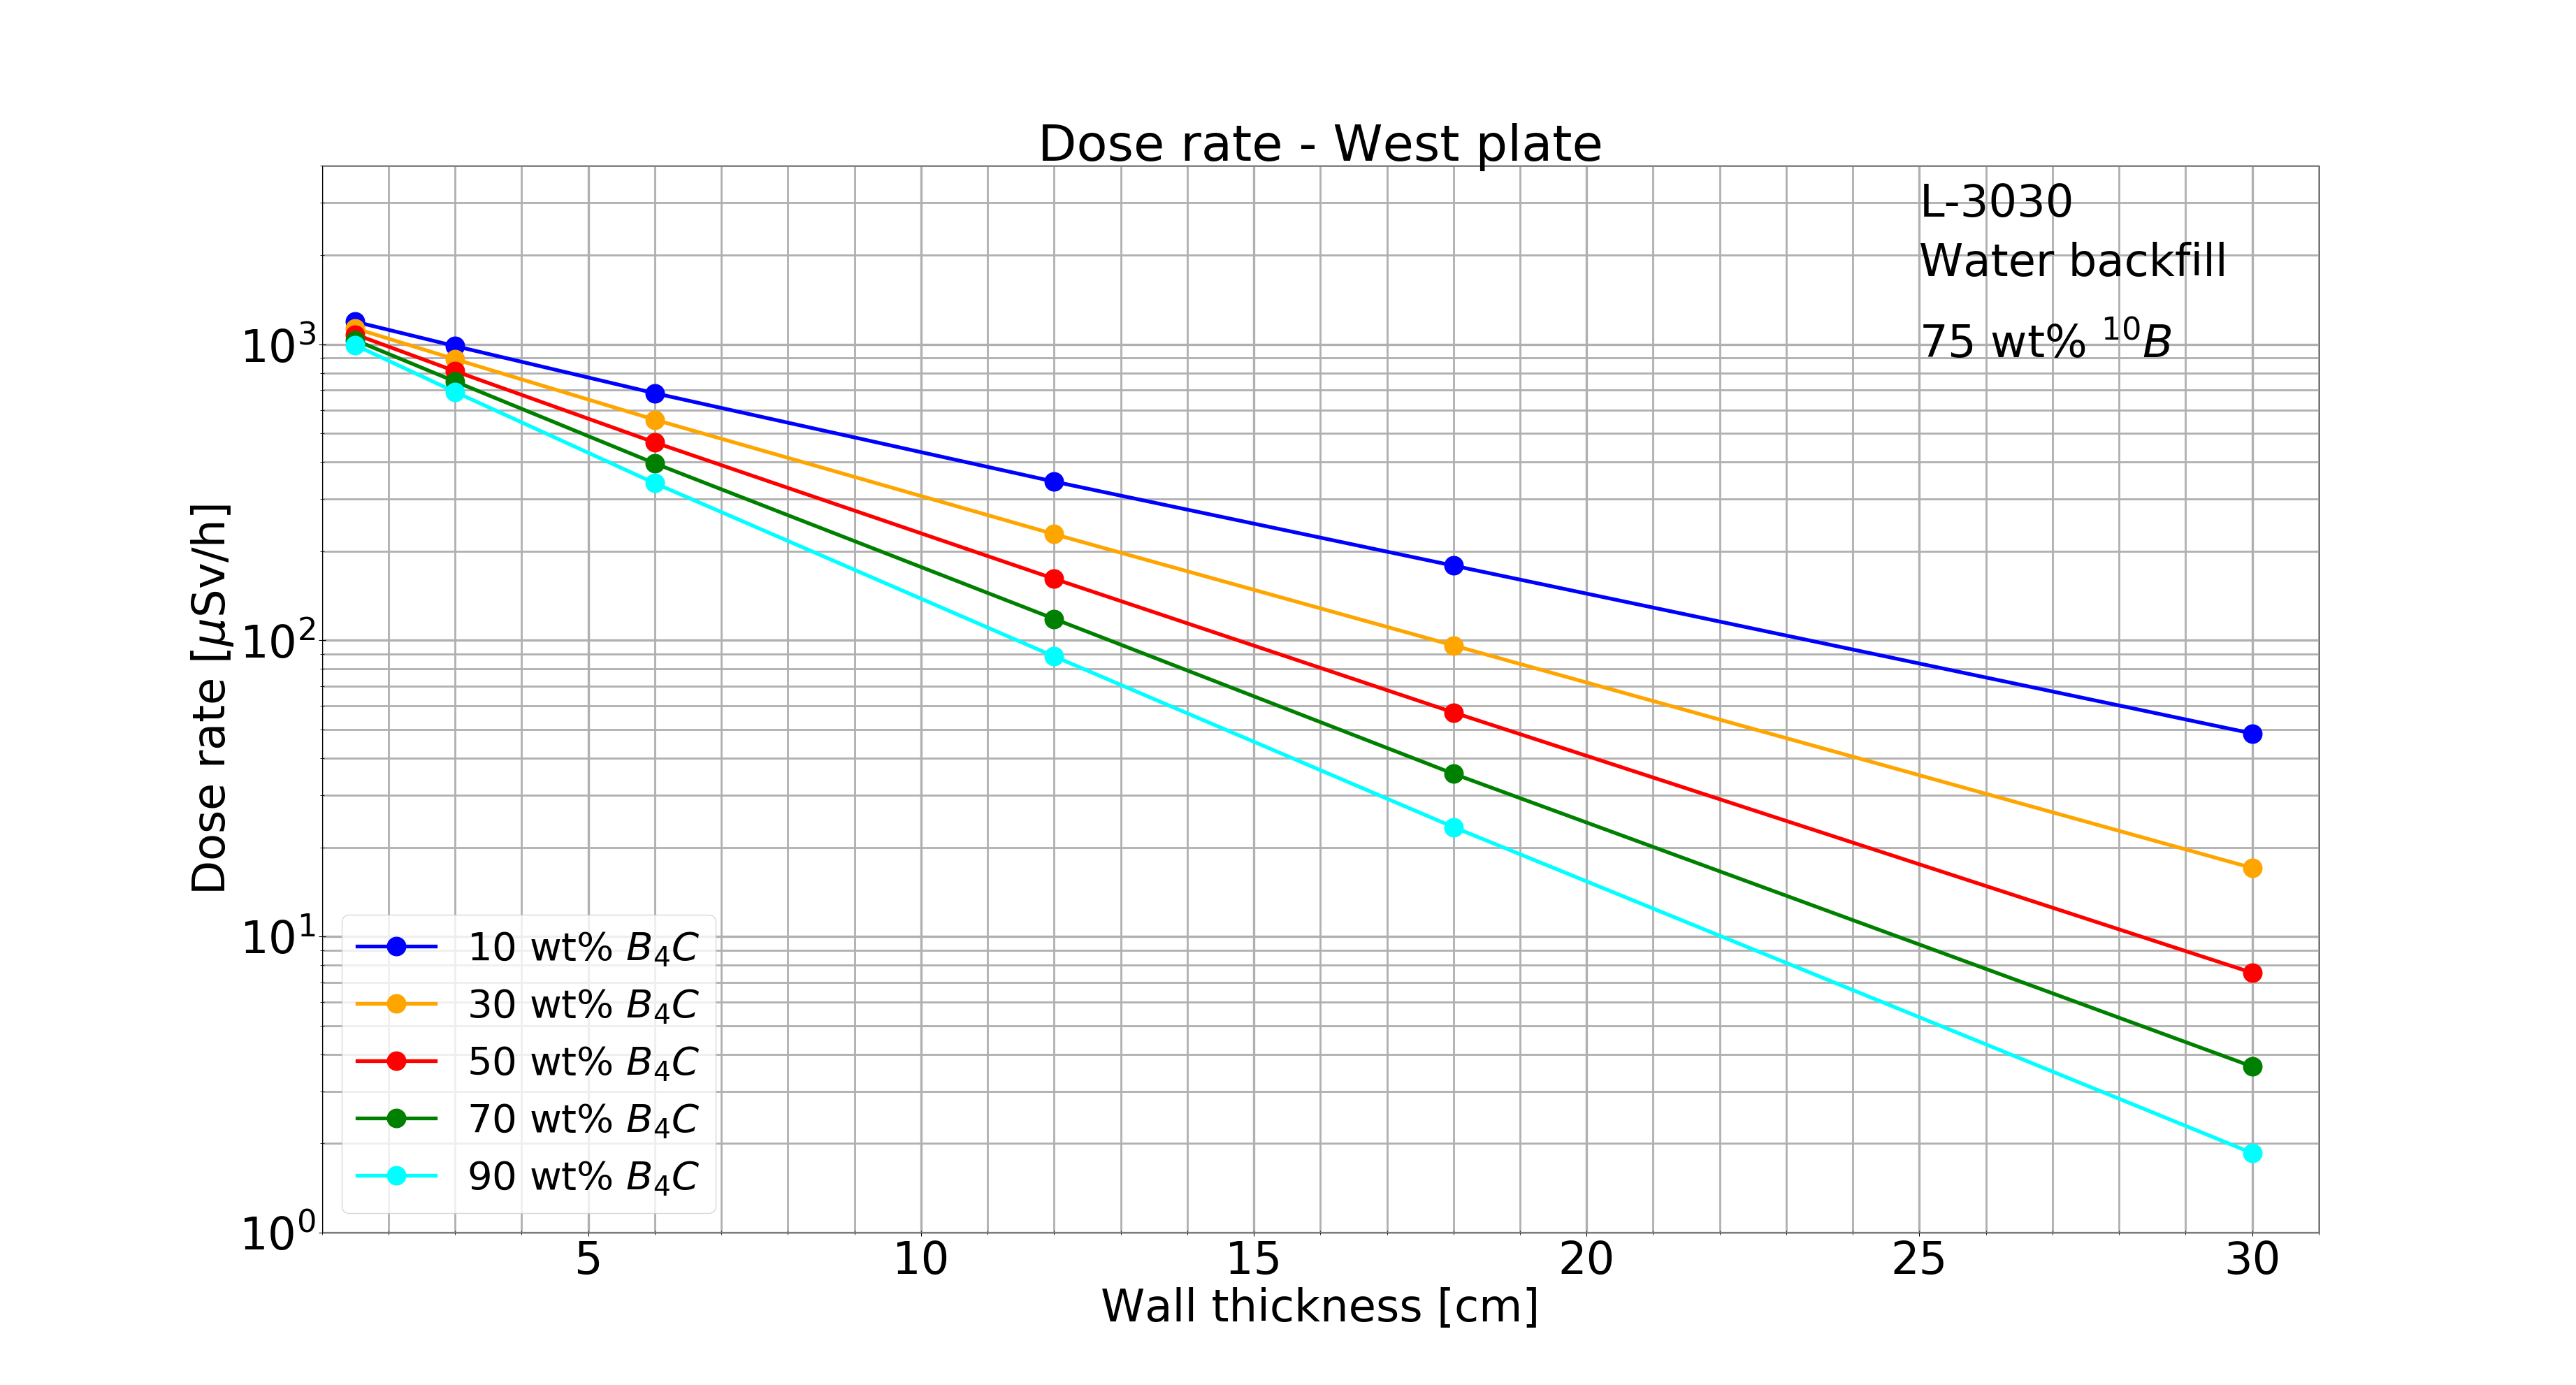 Dose rate - West plate
L-3030
Water backfill
75 wt% ¹⁰B
Dose rate [μSv/h]
10³
10²
10¹
10⁰
10 wt% B₄C
30 wt% B₄C
50 wt% B₄C
70 wt% B₄C
90 wt% B₄C
5 10 15 20 25 30
Wall thickness [cm]